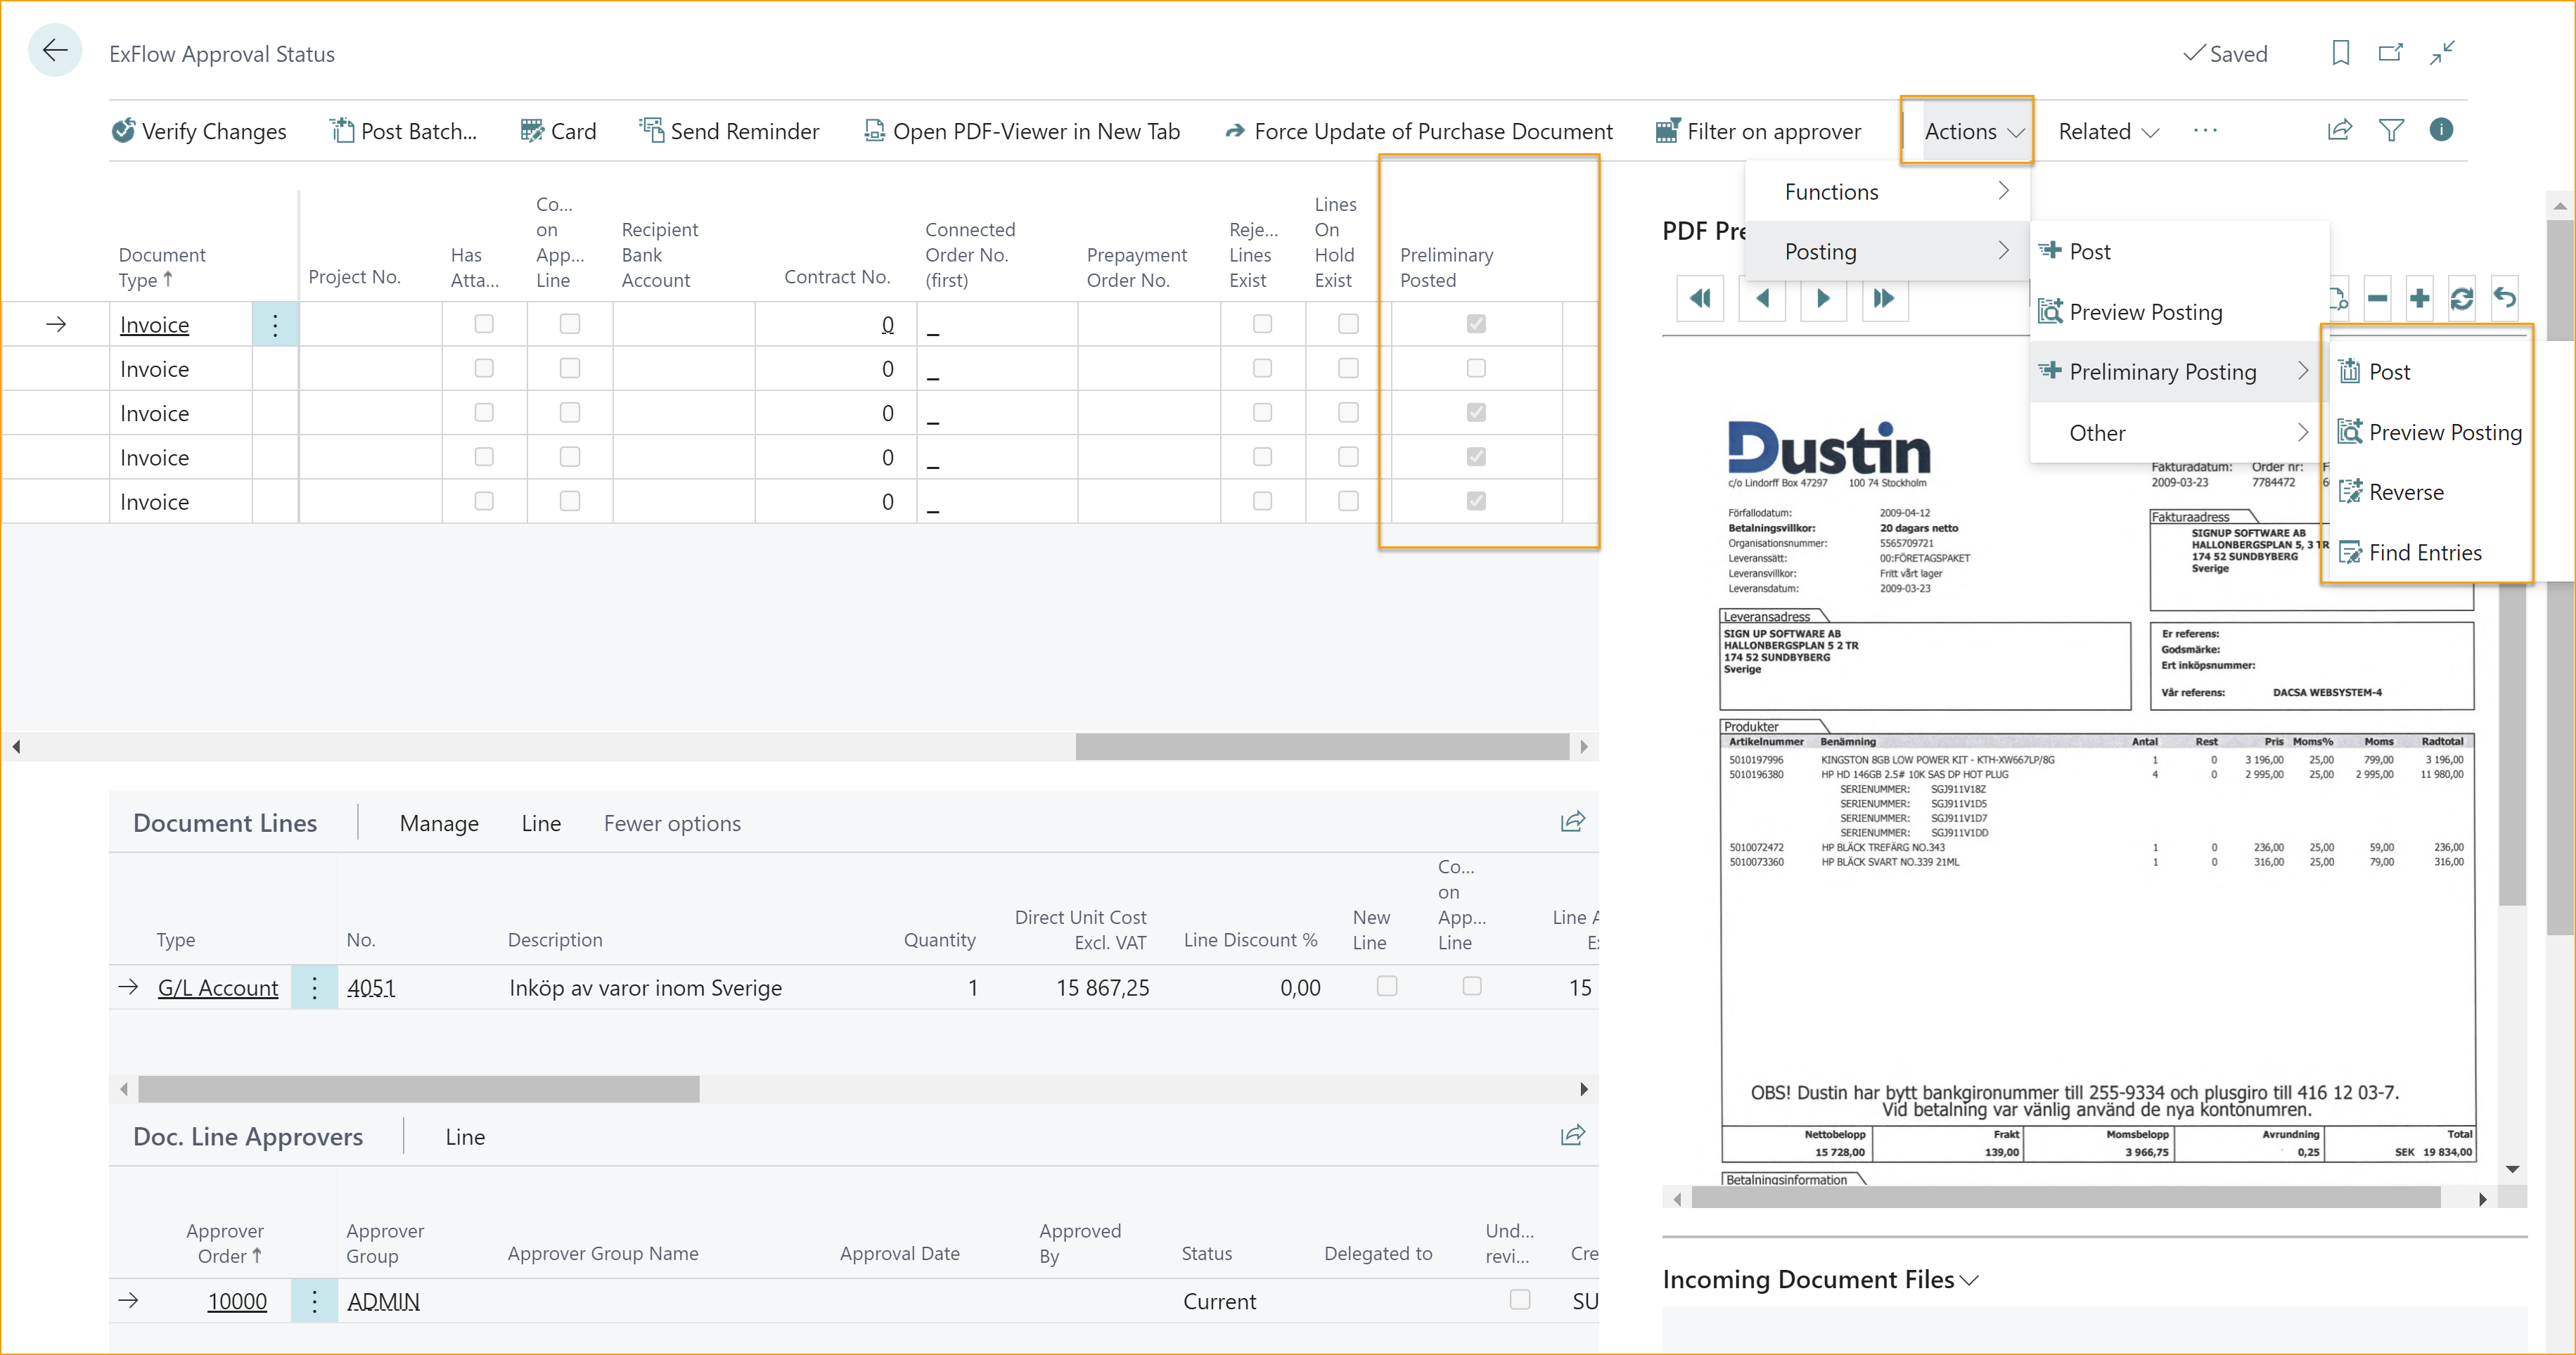 ExFlow Approval Status
Saved
Verify Changes
Post Batch...
Card
Send Reminder
Open PDF-Viewer in New Tab
Force Update of Purchase Document
Filter on approver
Actions
Related
...
Functions
Posting
Post
Preview Posting
Preliminary Posting
Other
Post
Preview Posting
Reverse
Find Entries
Document
Type
Project No.
Has
Atta...
Co...
on
App...
Line
Recipient
Bank
Account
Contract No.
Connected
Order No.
(first)
Prepayment
Order No.
Reje...
Lines
Exist
Lines
On
Hold
Exist
Preliminary
Posted
Invoice 0 _
Invoice 0 _
Invoice 0 _
Invoice 0 _
Invoice 0 _
Document Lines
Manage
Line
Fewer options
Type
No.
Description
Quantity
Direct Unit Cost
Excl. VAT
Line Discount %
New
Line
Co...
on
App...
Line
Line A
G/L Account 4051 Inköp av varor inom Sverige 1 15 867,25 0,00 15
Doc. Line Approvers
Line
Approver
Order
Approver
Group
Approver Group Name
Approval Date
Approved
By
Status
Delegated to
Und...
revi...
Cre
10000 ADMIN Current SU
PDF Pre
Dustin
c/o Lindorff Box 47297 100 74 Stockholm
Fakturadatum: Order nr: F
2009-03-23 7784472 6
Förfallodatum: 2009-04-12
Betalningsvillkor: 20 dagars netto
Organisationsnummer: 5565709721
Leveranssätt: 00:FÖRETAGSPAKET
Leveransvillkor: Fritt vårt lager
Leveransdatum: 2009-03-23
Fakturaadress
SIGNUP SOFTWARE AB
HALLONBERGSPLAN 5, 3 TR
174 52 SUNDBYBERG
Sverige
Leveransadress
SIGN UP SOFTWARE AB
HALLONBERGSPLAN 5 2 TR
174 52 SUNDBYBERG
Sverige
Er referens:
Godsmärke:
Ert inköpsnummer:
Vår referens: DACSA WEBSYSTEM-4
Produkter
Artikelnummer Benämning Antal Rest Pris Moms% Moms Radtotal
5010197996 KINGSTON 8GB LOW POWER KIT - KTH-XW667LP/8G 1 0 3 196,00 25,00 799,00 3 196,00
5010196380 HP HD 146GB 2.5# 10K SAS DP HOT PLUG 4 0 2 995,00 25,00 2 995,00 11 980,00
SERIENUMMER: SGJ911V18Z
SERIENUMMER: SGJ911V1D5
SERIENUMMER: SGJ911V1D7
SERIENUMMER: SGJ911V1DD
5010072472 HP BLÄCK TREFÄRG NO.343 1 0 236,00 25,00 59,00 236,00
5010073360 HP BLÄCK SVART NO.339 21ML 1 0 316,00 25,00 79,00 316,00
OBS! Dustin har bytt bankgironummer till 255-9334 och plusgiro till 416 12 03-7.
Vid betalning var vänlig använd de nya kontonumren.
Nettobelopp Frakt Momsbelopp Avrundning Total
15 728,00 139,00 3 966,75 0,25 SEK 19 834,00
Betalningsinformation
Incoming Document Files